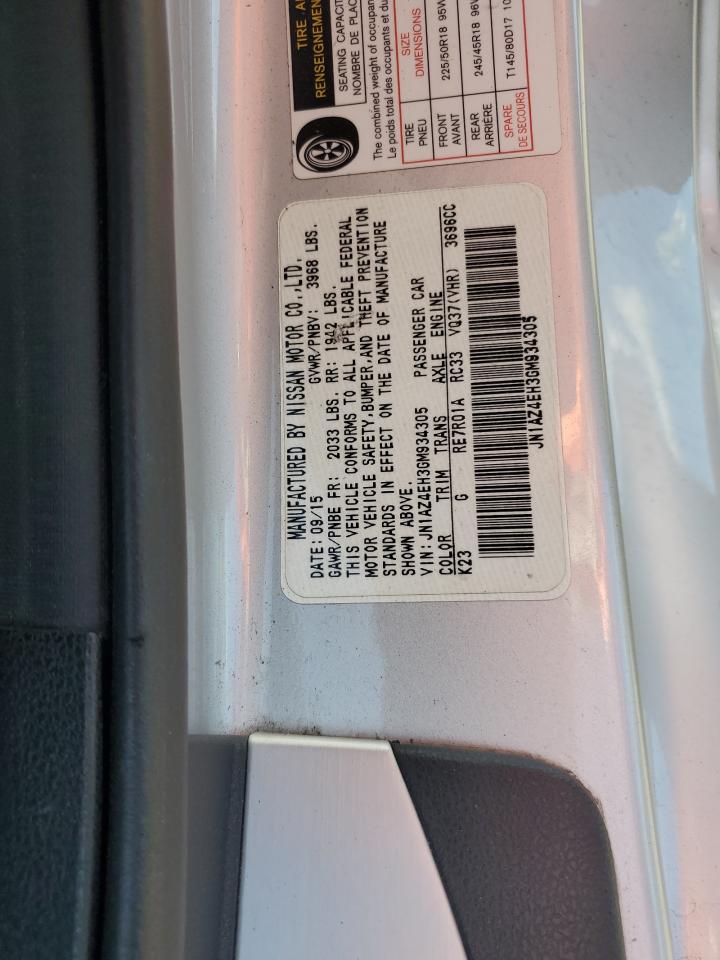 TIRE
RENSEIGNEMEN
SEATING CAPACIT
NOMBRE DE PLAC
The combined weight of occupan
Le poids total des occupants et du
TIRE SIZE
PNEU DIMENSIONS
FRONT 225/50R18 95W
AVANT
REAR 245/45R18 96W
ARRIÈRE
SPARE T145/80D17 10
DE SECOURS
MANUFACTURED BY NISSAN MOTOR CO.,LTD.
DATE: 09/15 GVWR/PNBV: 3968 LBS.
GAWR/PNBE FR: 2033 LBS. RR: 1942 LBS.
THIS VEHICLE CONFORMS TO ALL APPLICABLE FEDERAL
MOTOR VEHICLE SAFETY,BUMPER,AND THEFT PREVENTION
STANDARDS IN EFFECT ON THE DATE OF MANUFACTURE
SHOWN ABOVE.
VIN: JN1AZ4EH3GM934305 PASSENGER CAR
COLOR TRIM TRANS AXLE ENGINE
K23 G RE7R01A RC33 VQ37(VHR) 3696CC
JN1AZ4EH3GM934305